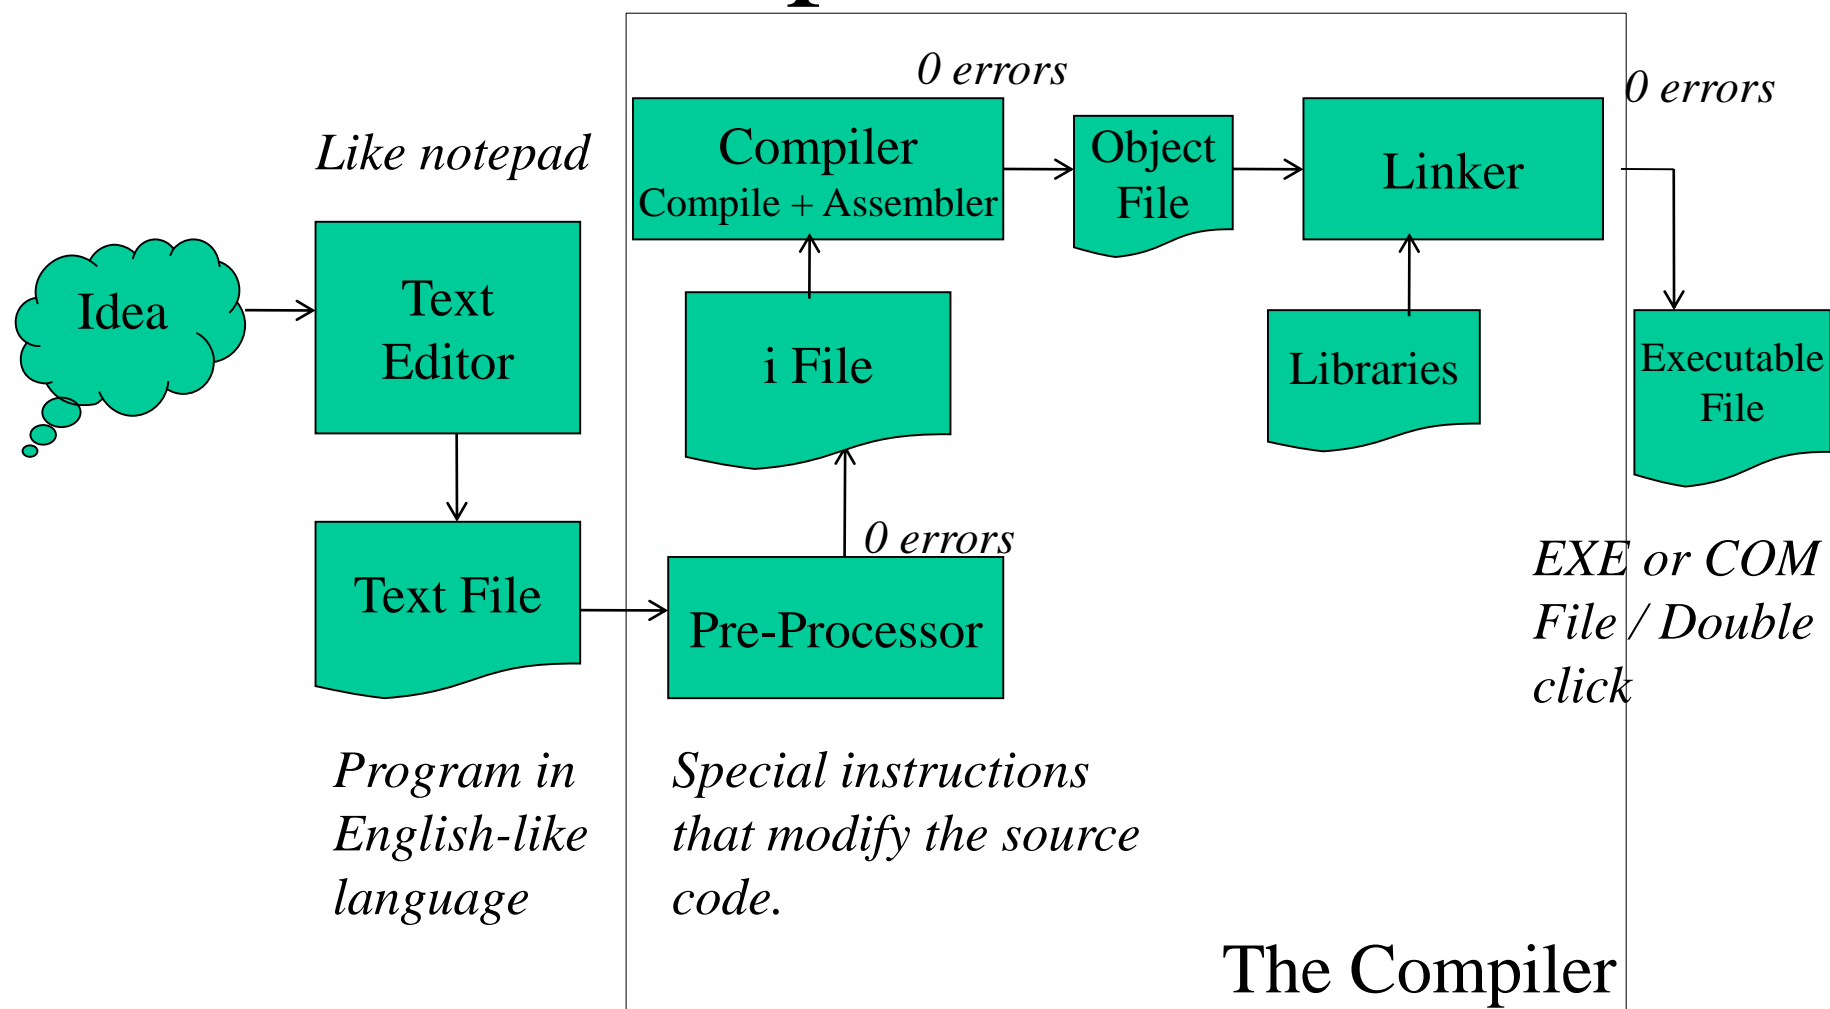 0 errors
0 errors
Like notepad
Compiler
Compile + Assembler
Object
File
Linker
Idea
Text
Editor
i File
Libraries
Executable
File
0 errors
Text File
Pre-Processor
EXE or COM
File / Double
click
Program in
English-like
language
Special instructions
that modify the source
code.
The Compiler